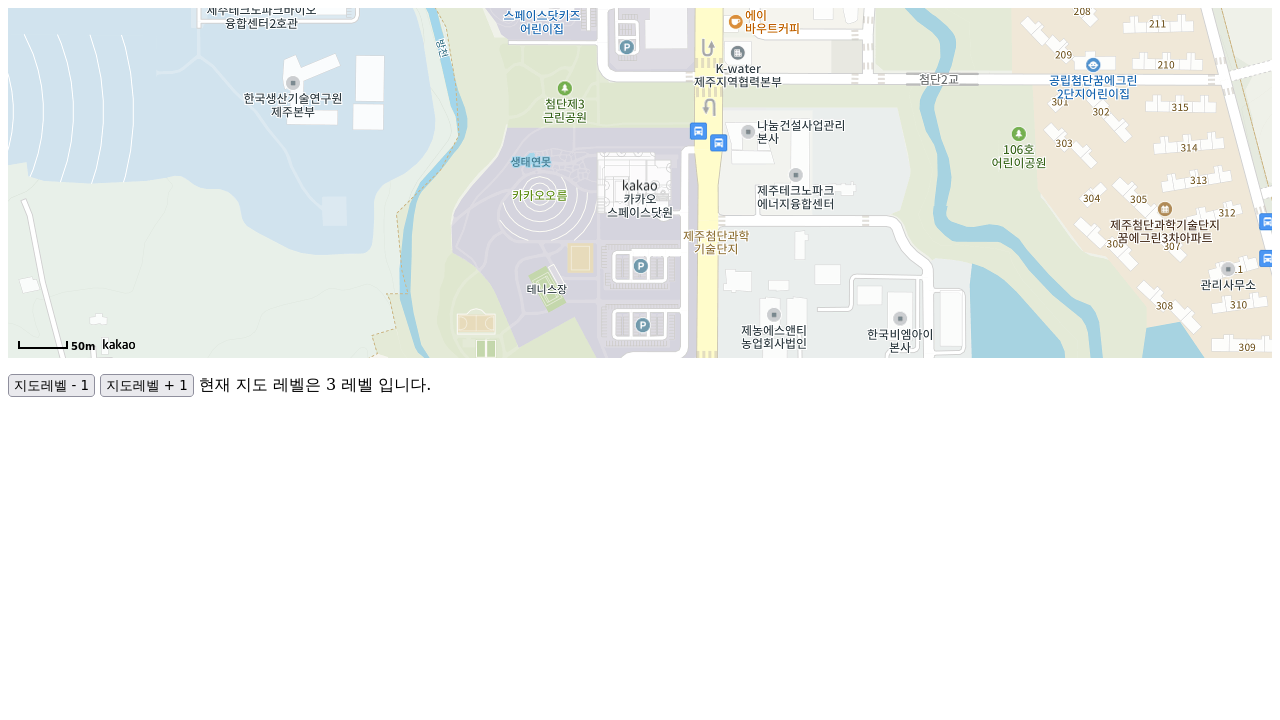 제주테크노파크바이오
융합센터2호관
스페이스닷키즈
어린이집
에이
바우트커피
208
211
209
210
K-water
제주지역협력본부
첨단2교
공립첨단꿈에그린
2단지어린이집
한국생산기술연구원
제주본부
첨단제3
근린공원
301
302
315
나눔건설사업관리
본사
303
314
106호
어린이공원
생태연못
kakao
카카오
스페이스닷원
카카오오름
제주테크노파크
에너지융합센터
313
304
305
312
제주첨단과학기술단지
꿈에그린3차아파트
307
제주첨단과학
기술단지
관리사무소
테니스장
308
310
제농에스앤티
농업회사법인
한국비엠아이
본사
309
50m
kakao
지도레벨 - 1
지도레벨 + 1
현재 지도 레벨은 3 레벨 입니다.